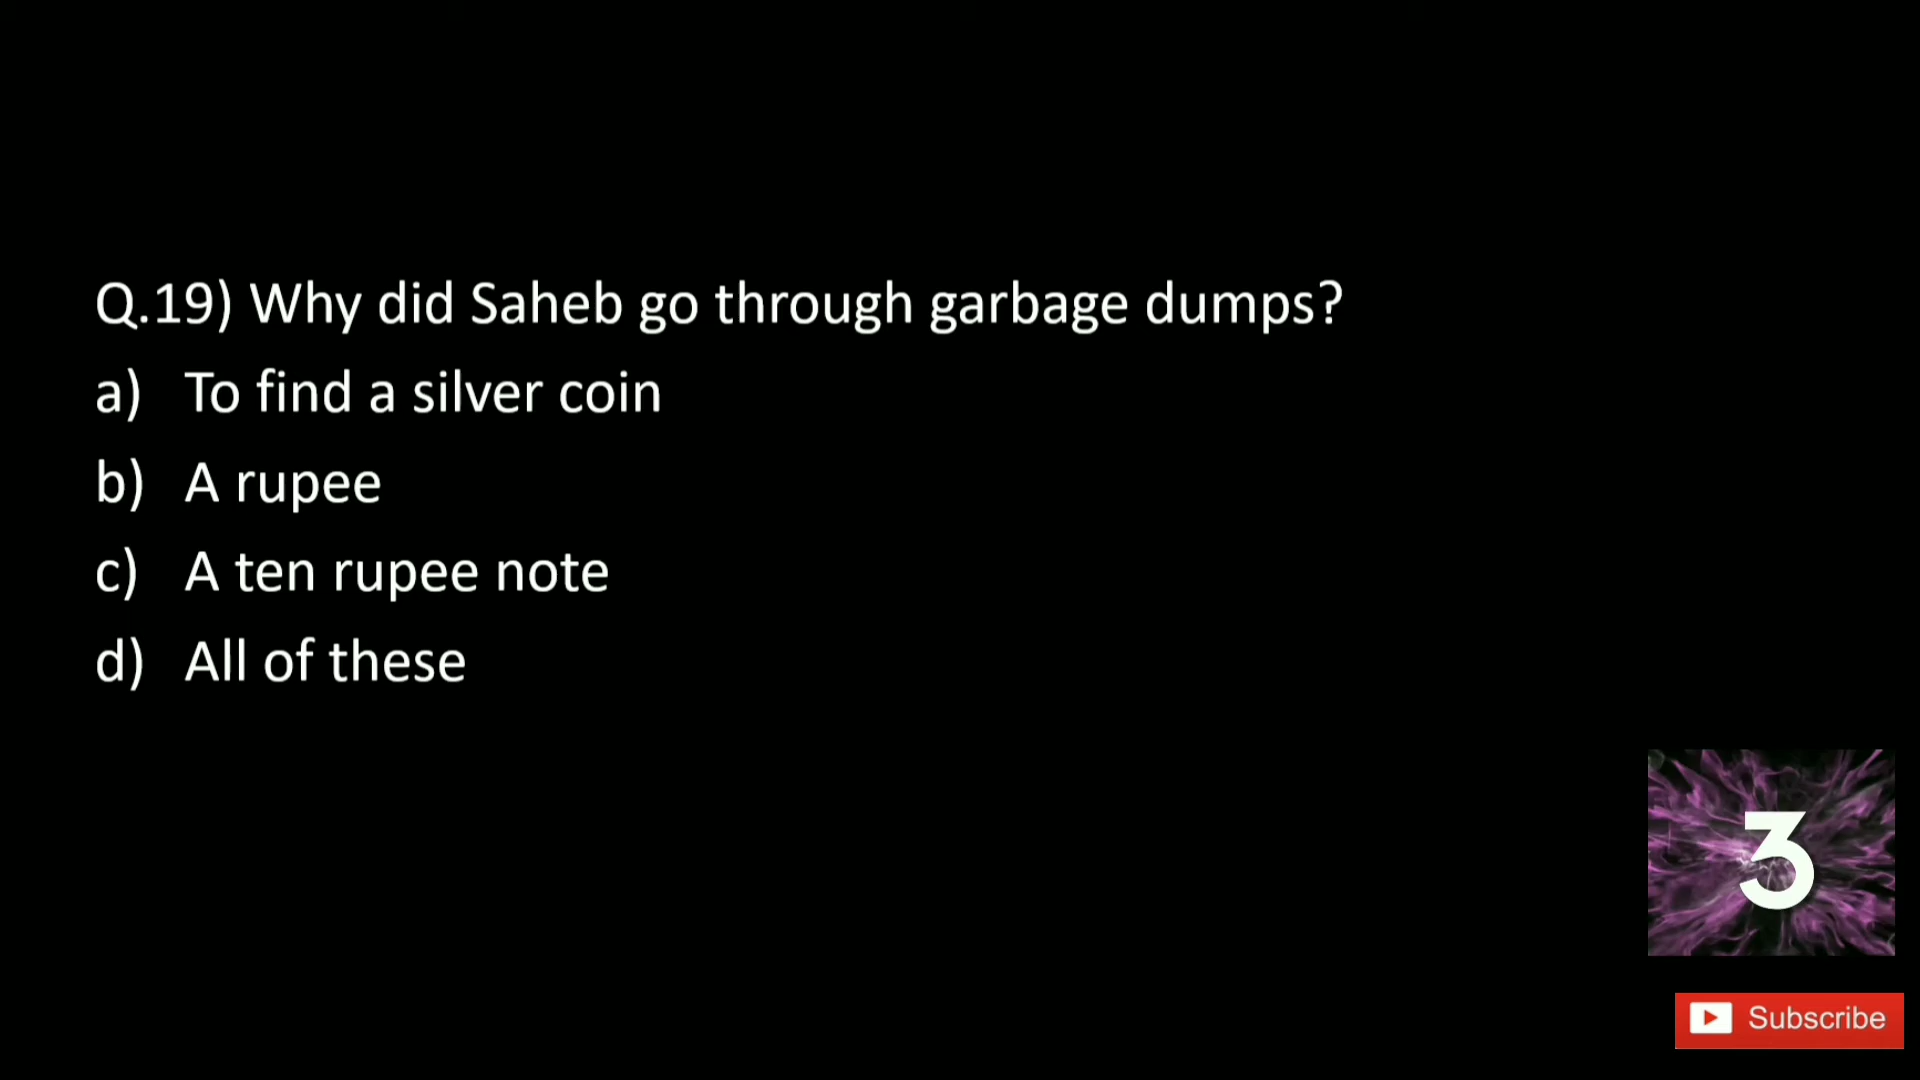 Q.19) Why did Saheb go through garbage dumps?
a) To find a silver coin
b) A rupee
c) A ten rupee note
d) All of these
3
Subscribe